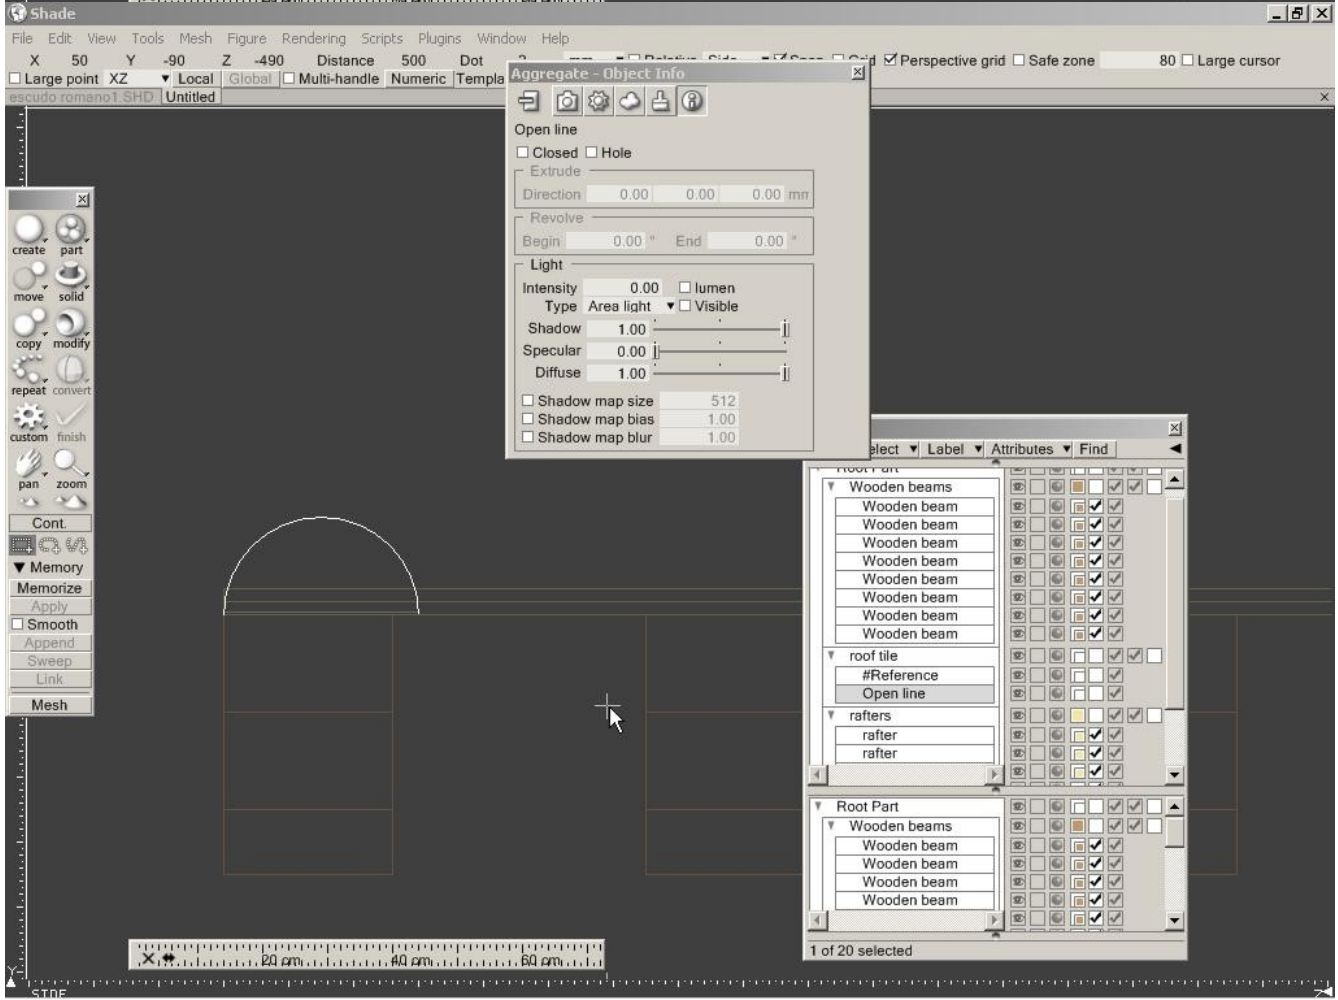 Shade
File Edit View Tools Mesh Figure Rendering Scripts Plugins Window Help
X 50 Y -90 Z -490 Distance 500 Dot
Perspective grid Safe zone 80 Large cursor
Large point XZ Local Global Multi-handle Numeric Templa
escudo romano1.SHD Untitled
Aggregate - Object Info
Open line
Closed Hole
Extrude
Direction 0.00 0.00 0.00 mm
Revolve
Begin 0.00 ° End 0.00 °
Light
Intensity 0.00 lumen
Type Area light Visible
Shadow 1.00
Specular 0.00
Diffuse 1.00
Shadow map size 512
Shadow map bias 1.00
Shadow map blur 1.00
create part
move solid
copy modify
repeat convert
custom finish
pan zoom
Cont.
Memory
Memorize
Apply
Smooth
Append
Sweep
Link
Mesh
elect Label Attributes Find
Root Part
Wooden beams
Wooden beam
Wooden beam
Wooden beam
Wooden beam
Wooden beam
Wooden beam
Wooden beam
Wooden beam
roof tile
#Reference
Open line
rafters
rafter
rafter
Root Part
Wooden beams
Wooden beam
Wooden beam
Wooden beam
Wooden beam
1 of 20 selected
20 cm 40 cm 60 cm
Y
SIDE
Z